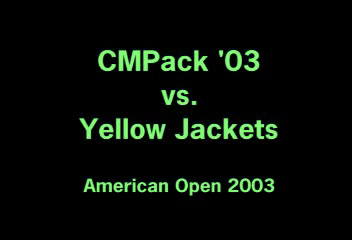 CMPack '03
vs.
Yellow Jackets
American Open 2003